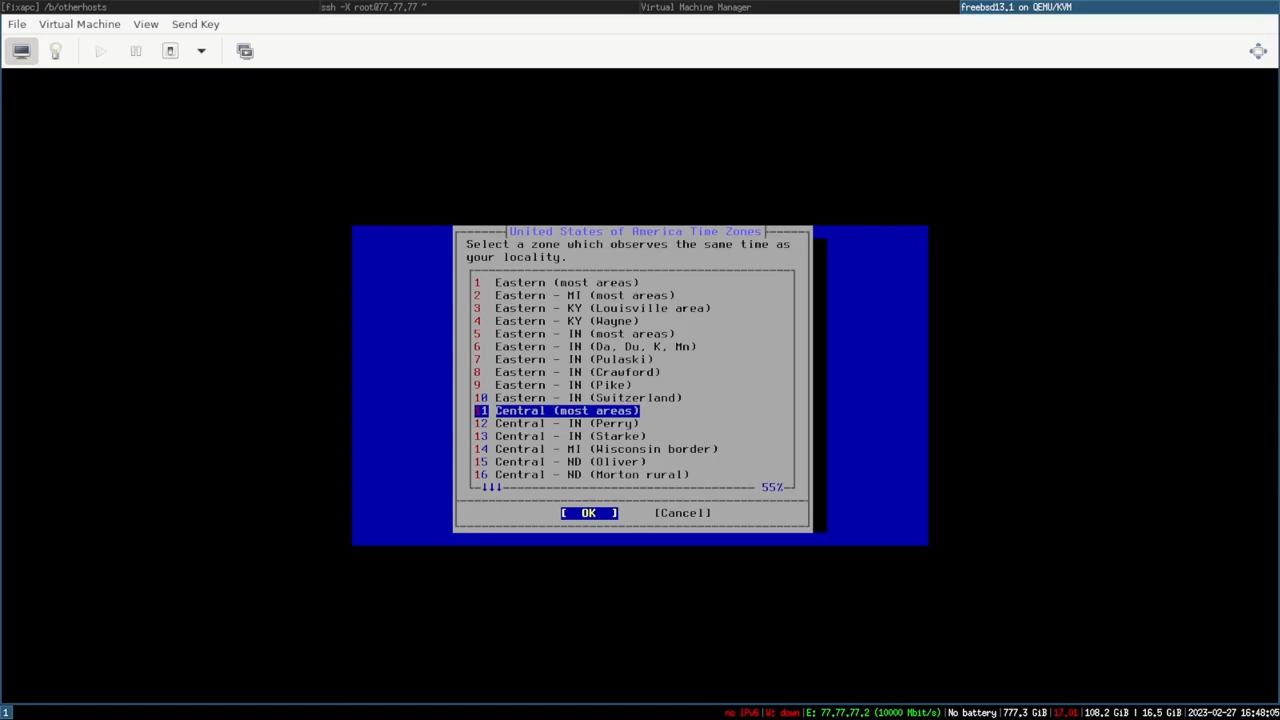 [fixapc] /b/otherhosts ssh -X root@77.77.77 ~ Virtual Machine Manager freebsd13.1 on QEMU/KVM
File Virtual Machine View Send Key
United States of America Time Zones
Select a zone which observes the same time as
your locality.
1 Eastern (most areas)
2 Eastern - MI (most areas)
3 Eastern - KY (Louisville area)
4 Eastern - KY (Wayne)
5 Eastern - IN (most areas)
6 Eastern - IN (Da, Du, K, Mn)
7 Eastern - IN (Pulaski)
8 Eastern - IN (Crawford)
9 Eastern - IN (Pike)
10 Eastern - IN (Switzerland)
11 Central (most areas)
12 Central - IN (Perry)
13 Central - IN (Starke)
14 Central - MI (Wisconsin border)
15 Central - ND (Oliver)
16 Central - ND (Morton rural)
↓↓↓ 55%
[ OK ] [Cancel]
1 no IPv6|W: down|E: 77.77.77.2 (10000 Mbit/s)|No battery|777.3 GiB|17.01|108.2 GiB | 16.5 GiB|2023-02-27 16:48:05